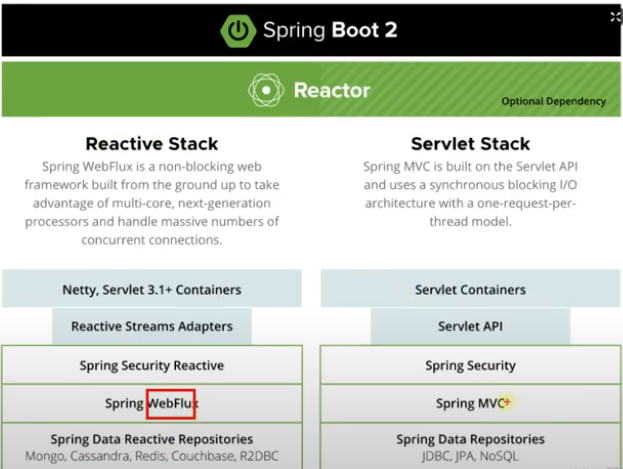 Spring Boot 2
Reactor
Optional Dependency
Reactive Stack
Spring WebFlux is a non-blocking web
framework built from the ground up to take
advantage of multi-core, next-generation
processors and handle massive numbers of
concurrent connections.
Servlet Stack
Spring MVC is built on the Servlet API
and uses a synchronous blocking I/O
architecture with a one-request-per-
thread model.
Netty, Servlet 3.1+ Containers
Servlet Containers
Reactive Streams Adapters
Servlet API
Spring Security Reactive
Spring Security
Spring WebFlux
Spring MVC
Spring Data Reactive Repositories
Mongo, Cassandra, Redis, Couchbase, R2DBC
Spring Data Repositories
JDBC, JPA, NoSQL